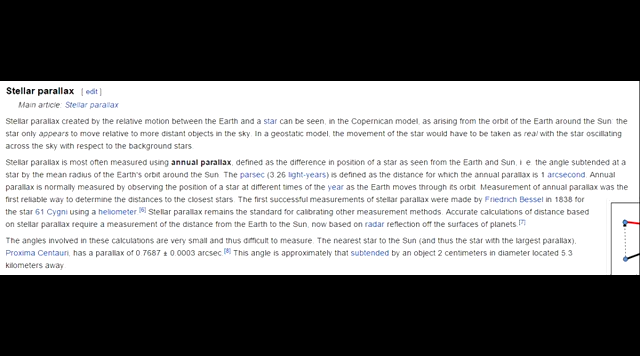 Stellar parallax [ edit ]
Main article: Stellar parallax
Stellar parallax created by the relative motion between the Earth and a star can be seen, in the Copernican model, as arising from the orbit of the Earth around the Sun: the
star only appears to move relative to more distant objects in the sky. In a geostatic model, the movement of the star would have to be taken as real with the star oscillating
across the sky with respect to the background stars.
Stellar parallax is most often measured using annual parallax, defined as the difference in position of a star as seen from the Earth and Sun, i. e. the angle subtended at a
star by the mean radius of the Earth's orbit around the Sun. The parsec (3.26 light-years) is defined as the distance for which the annual parallax is 1 arcsecond. Annual
parallax is normally measured by observing the position of a star at different times of the year as the Earth moves through its orbit. Measurement of annual parallax was the
first reliable way to determine the distances to the closest stars. The first successful measurements of stellar parallax were made by Friedrich Bessel in 1838 for
the star 61 Cygni using a heliometer.[6] Stellar parallax remains the standard for calibrating other measurement methods. Accurate calculations of distance based
on stellar parallax require a measurement of the distance from the Earth to the Sun, now based on radar reflection off the surfaces of planets.[7]
The angles involved in these calculations are very small and thus difficult to measure. The nearest star to the Sun (and thus the star with the largest parallax),
Proxima Centauri, has a parallax of 0.7687 ± 0.0003 arcsec.[8] This angle is approximately that subtended by an object 2 centimeters in diameter located 5.3
kilometers away.